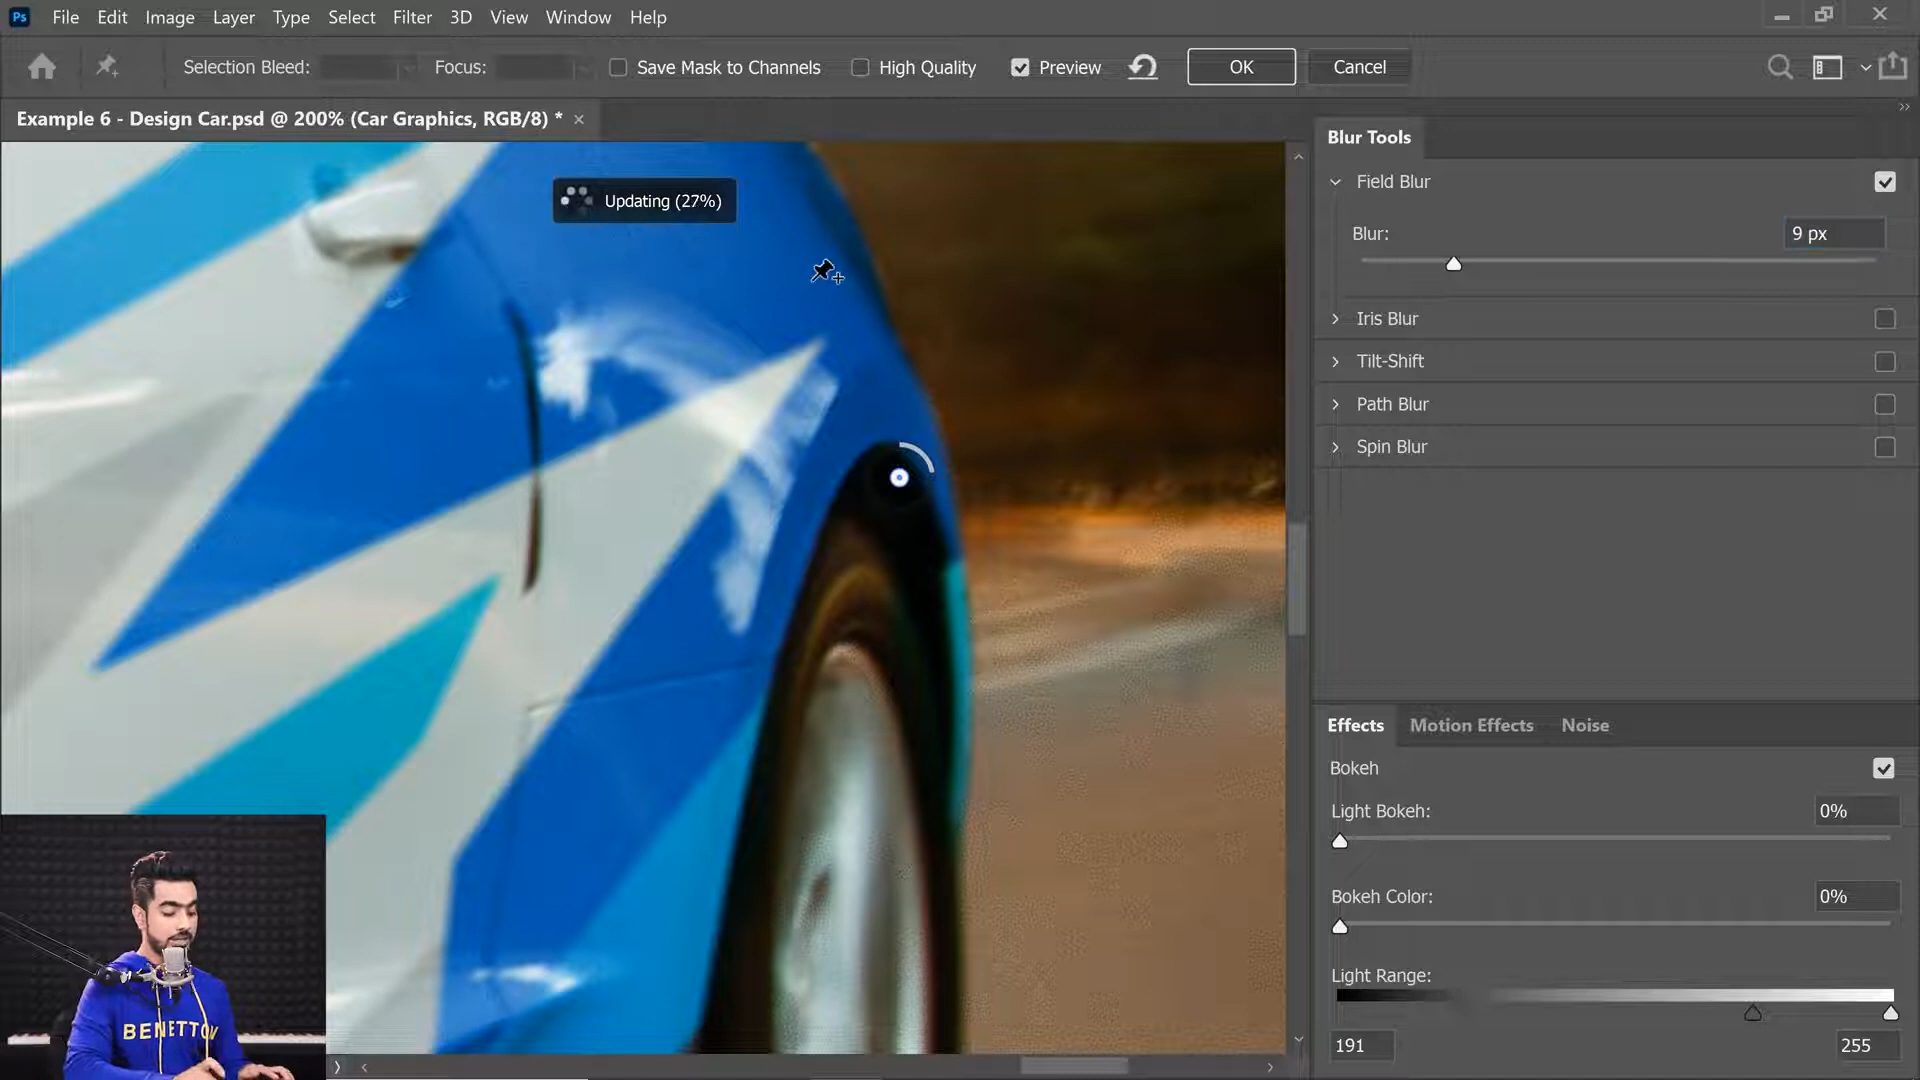 Ps File Edit Image Layer Type Select Filter 3D View Window Help
Selection Bleed: Focus: Save Mask to Channels High Quality Preview OK Cancel
Example 6 - Design Car.psd @ 200% (Car Graphics, RGB/8) *
Updating (27%)
Blur Tools
Field Blur
Blur: 9 px
Iris Blur
Tilt-Shift
Path Blur
Spin Blur
Effects Motion Effects Noise
Bokeh
Light Bokeh: 0%
Bokeh Color: 0%
Light Range:
191 255
BENETTON